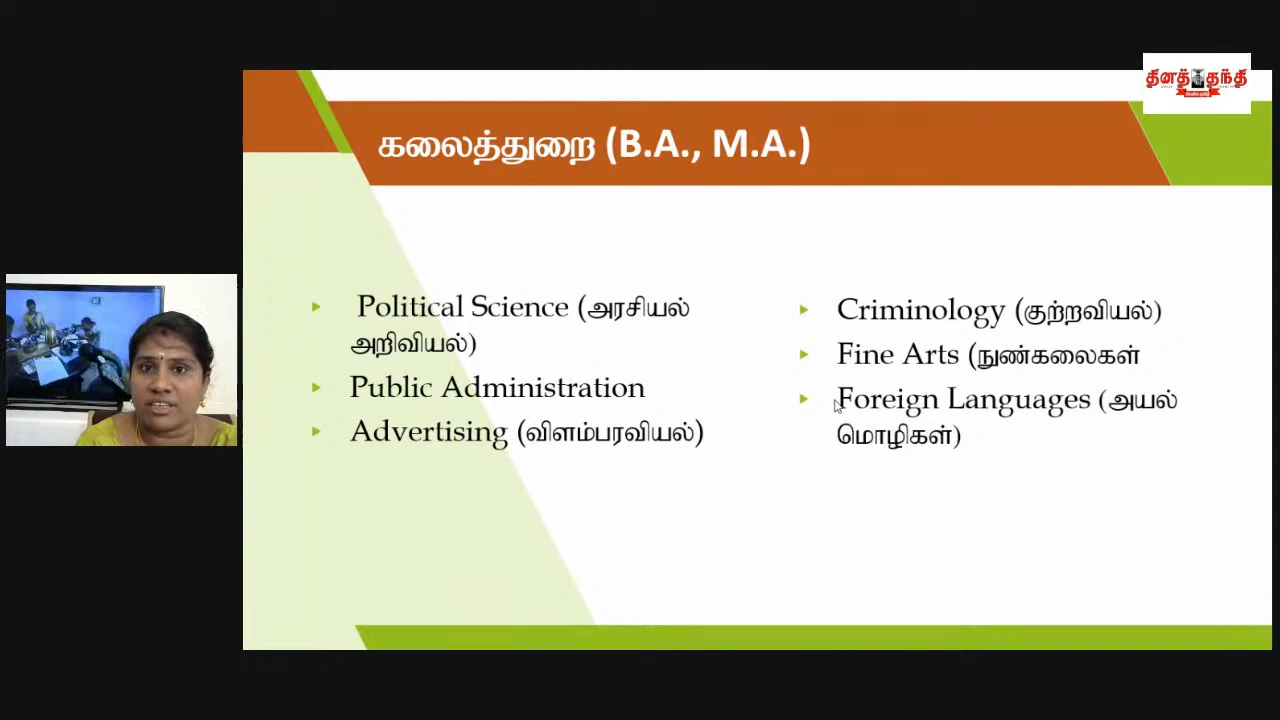 தினத்தந்தி
கலைத்துறை (B.A., M.A.)
Political Science (அரசியல்
அறிவியல்)
Public Administration
Advertising (விளம்பரவியல்)
Criminology (குற்றவியல்)
Fine Arts (நுண்கலைகள்
Foreign Languages (அயல்
மொழிகள்)